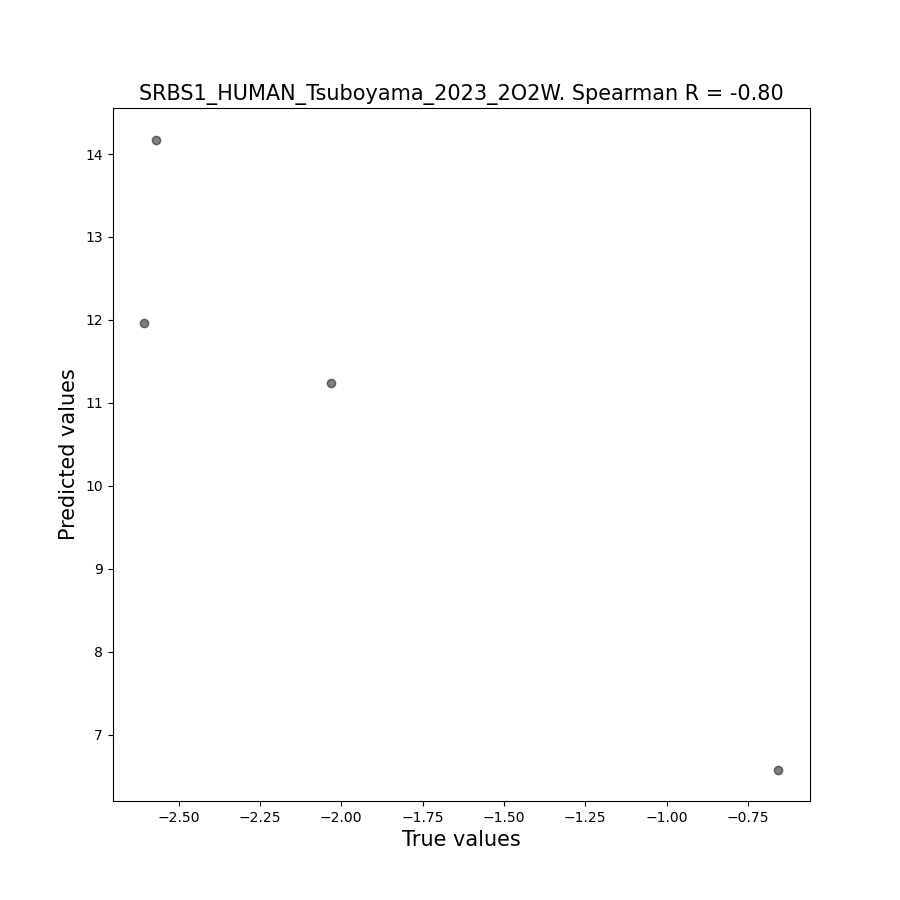 SRBS1_HUMAN_Tsuboyama_2023_2O2W. Spearman R = -0.80
14
13
12
11
10
9
8
7
Predicted values
−2.50 −2.25 −2.00 −1.75 −1.50 −1.25 −1.00 −0.75
True values